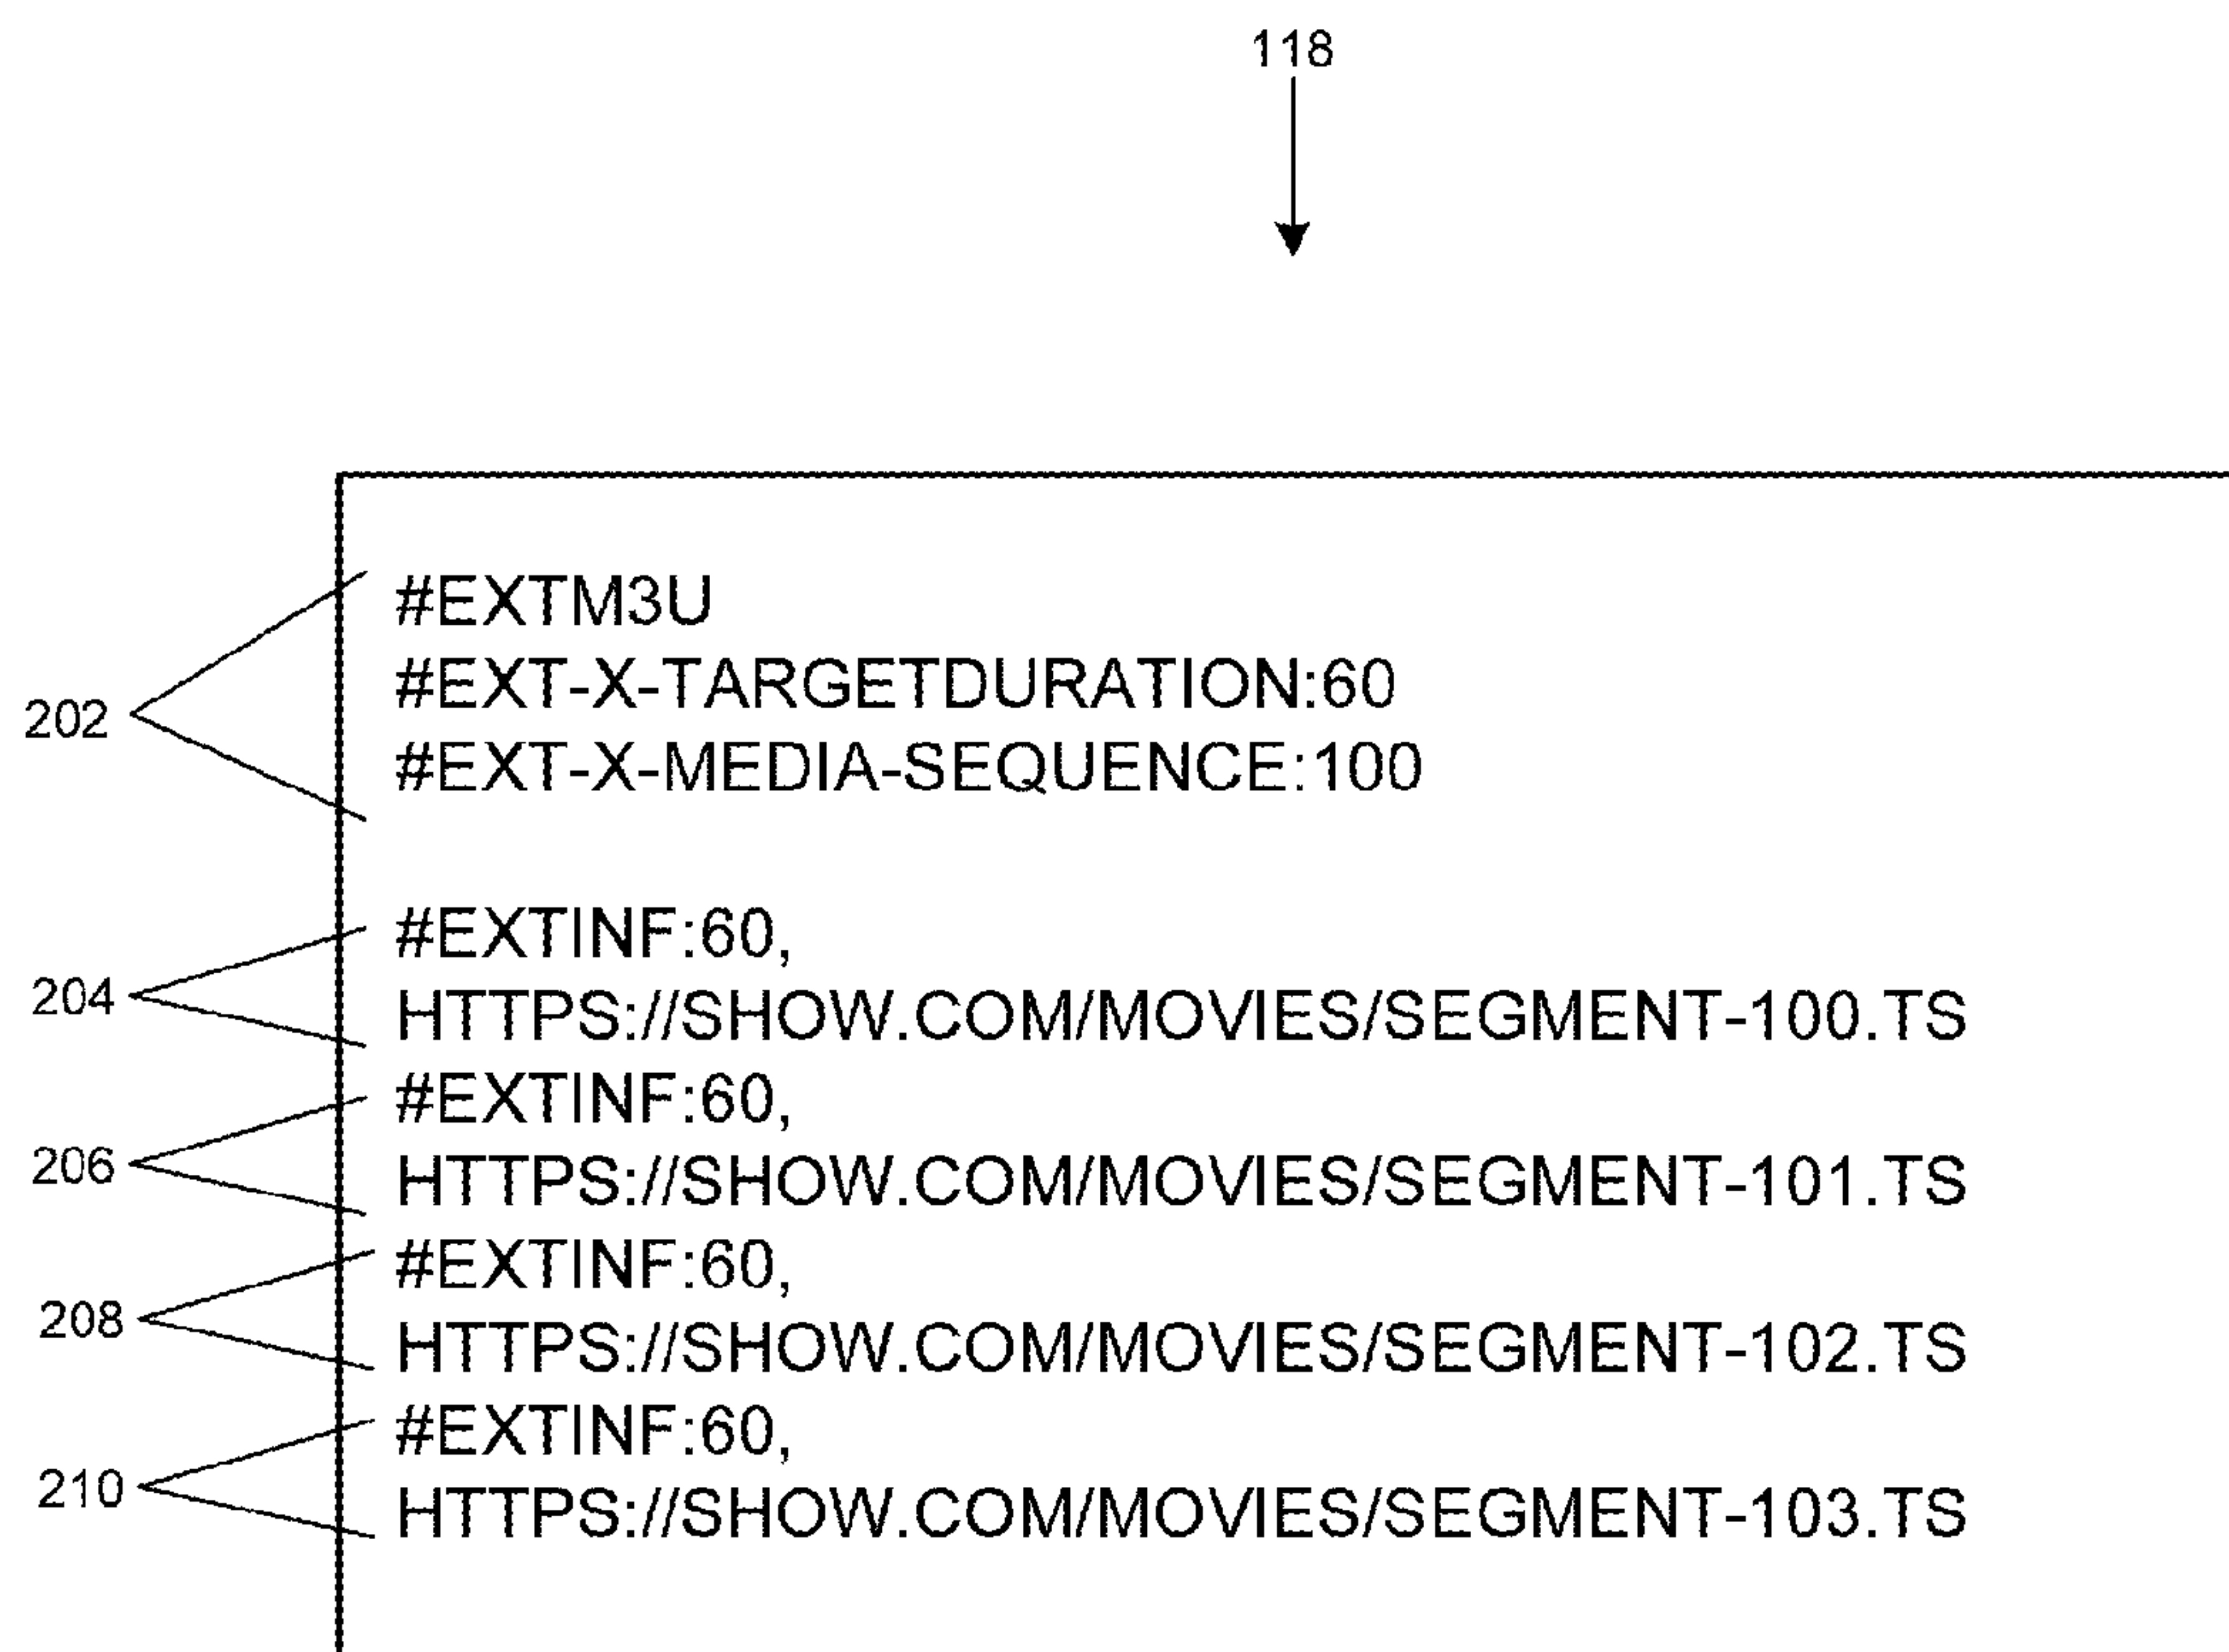 118
#EXTM3U
#EXT-X-TARGETDURATION:60
202
#EXT-X-MEDIA-SEQUENCE:100
#EXTINF:60,
204
HTTPS://SHOW.COM/MOVIES/SEGMENT-100.TS
#EXTINF:60,
206
HTTPS://SHOW.COM/MOVIES/SEGMENT-101.TS
#EXTINF:60,
208
HTTPS://SHOW.COM/MOVIES/SEGMENT-102.TS
#EXTINF:60,
210
HTTPS://SHOW.COM/MOVIES/SEGMENT-103.TS